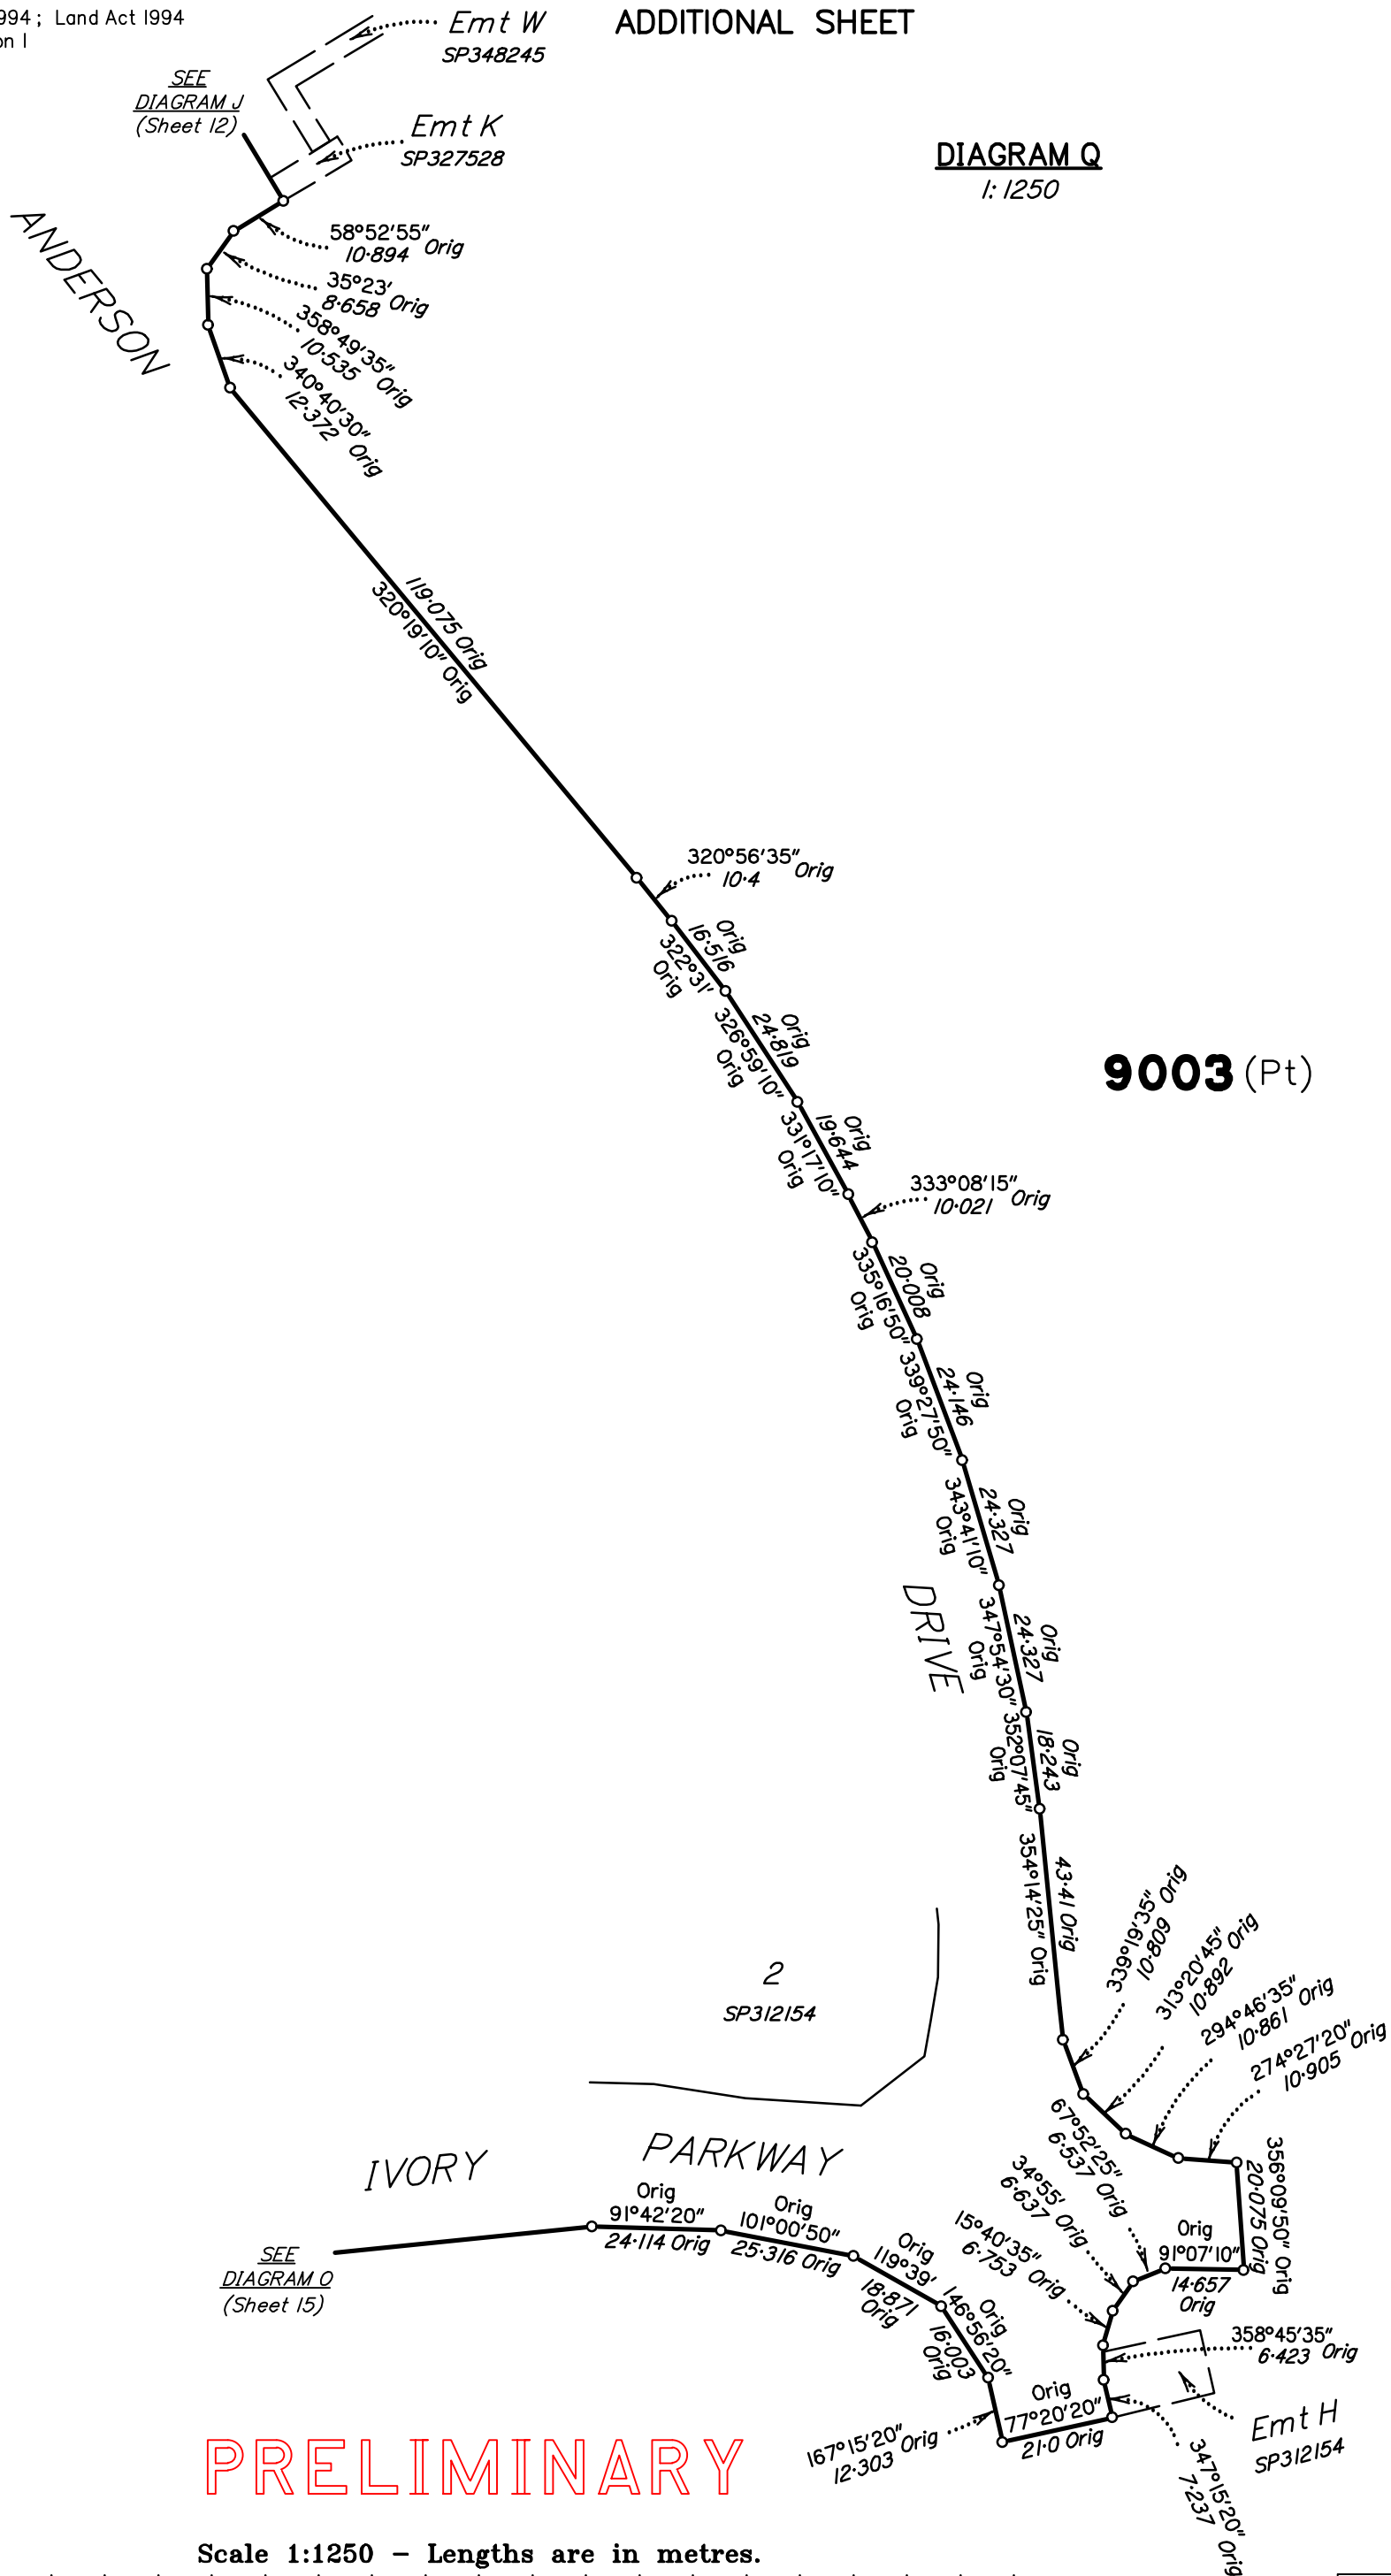 994; Land Act 1994
on 1
ADDITIONAL SHEET
Emt W
SP348245
SEE
DIAGRAM J
(Sheet 12)
Emt K
SP327528
DIAGRAM Q
1:1250
ANDERSON
58°52'55" Orig
10·894
35°23' Orig
8·658
358°49'35" Orig
10·535
340°40'30" Orig
12·372
119·075 Orig
320°19'10" Orig
320°56'35" Orig
10·4
Orig
16·516
322°31'
Orig
Orig
24·819
326°59'10"
Orig
9003 (Pt)
Orig
19·644
331°17'10"
Orig
333°08'15" Orig
10·021
Orig
20·008
335°16'50"
Orig
Orig
24·146
339°27'50"
Orig
Orig
24·327
343°41'10"
Orig
DRIVE
Orig
24·327
347°54'30"
Orig
Orig
18·243
352°07'45"
Orig
43·41 Orig
354°14'25" Orig
339°19'35" Orig
10·809
313°20'45" Orig
10·892
294°46'35" Orig
10·861
274°27'20" Orig
10·905
2
SP312154
67°52'25" Orig
6·537
34°55' Orig
6·637
15°40'35" Orig
6·753
356°09'50" Orig
20·075 Orig
IVORY PARKWAY
Orig
91°42'20"
24·114 Orig
Orig
101°00'50"
25·316 Orig
Orig
119°39'
18·871
Orig
Orig
146°56'20"
16·003
Orig
Orig
91°07'10"
14·657
Orig
SEE
DIAGRAM O
(Sheet 15)
358°45'35" Orig
6·423
Orig
77°20'20"
21·0 Orig
167°15'20" Orig
12·303
Emt H
SP312154
347°15'20" Orig
7·237
PRELIMINARY
Scale 1:1250 – Lengths are in metres.